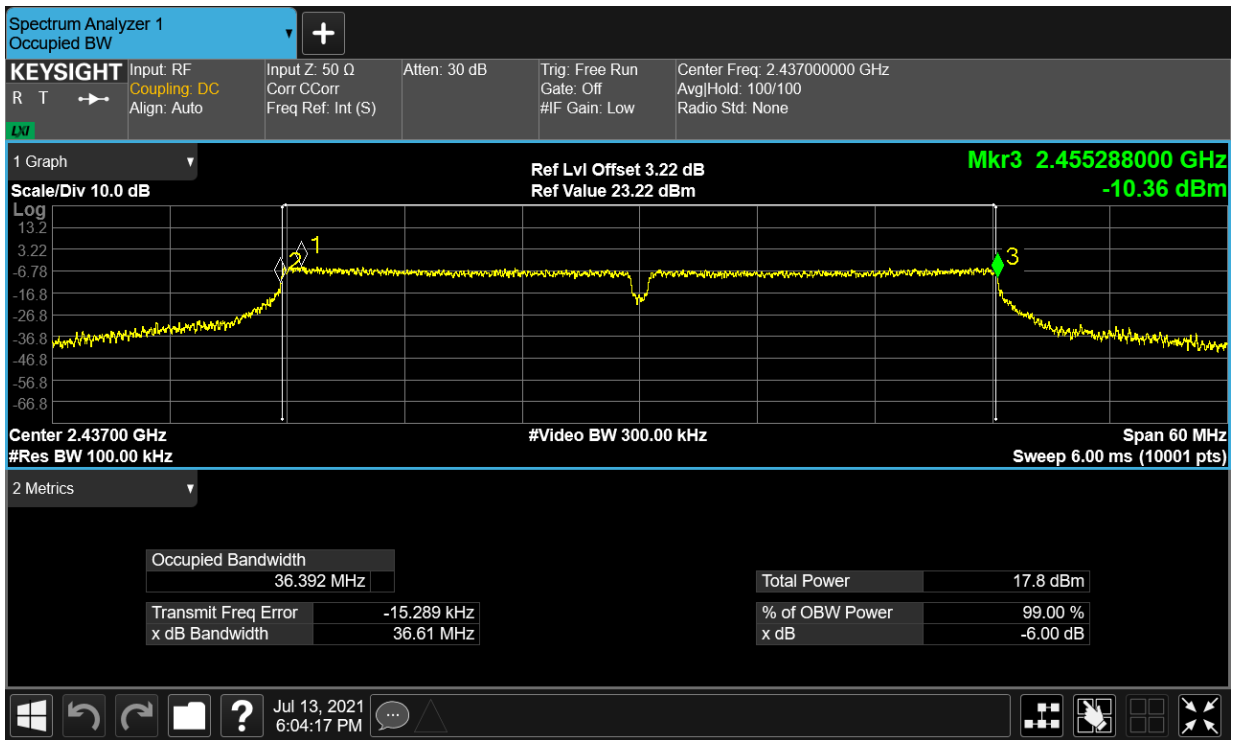 Spectrum Analyzer 1
Occupied BW
▼
+
KEYSIGHT
R T
LXI
Input: RF
Coupling: DC
Align: Auto
Input Z: 50 Ω
Corr CCorr
Freq Ref: Int (S)
Atten: 30 dB
Trig: Free Run
Gate: Off
#IF Gain: Low
Center Freq: 2.437000000 GHz
Avg|Hold: 100/100
Radio Std: None
1 Graph ▼
Scale/Div 10.0 dB
Ref Lvl Offset 3.22 dB
Ref Value 23.22 dBm
Mkr3 2.455288000 GHz
-10.36 dBm
Log
13.2
3.22
-6.78
-16.8
-26.8
-36.8
-46.8
-56.8
-66.8
1
2
3
Center 2.43700 GHz
#Res BW 100.00 kHz
#Video BW 300.00 kHz
Span 60 MHz
Sweep 6.00 ms (10001 pts)
2 Metrics ▼
Occupied Bandwidth
36.392 MHz
Transmit Freq Error -15.289 kHz
x dB Bandwidth 36.61 MHz
Total Power 17.8 dBm
% of OBW Power 99.00 %
x dB -6.00 dB
?
Jul 13, 2021
6:04:17 PM